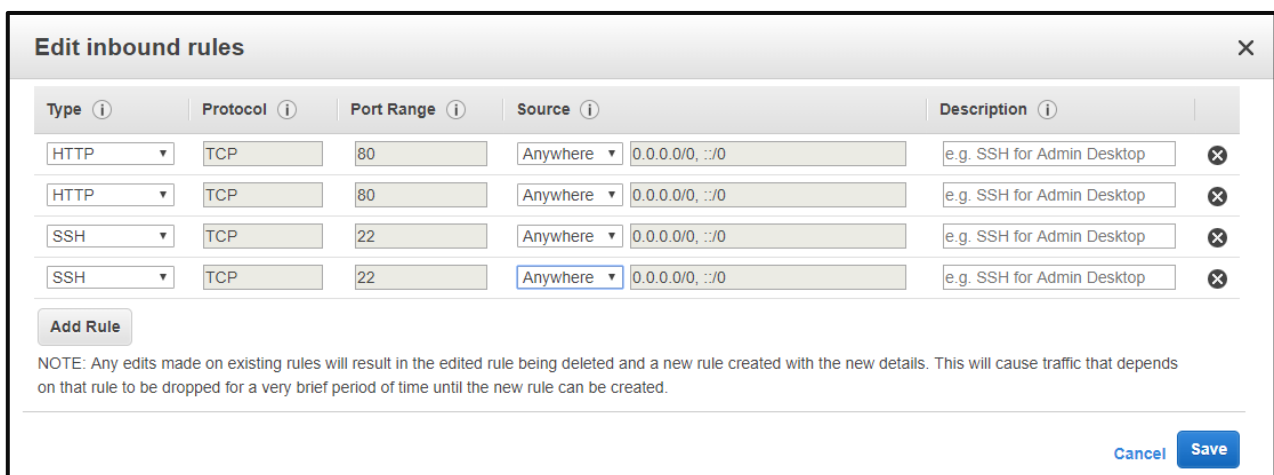 Edit inbound rules ×
Type i Protocol i Port Range i Source i Description i
HTTP TCP 80 Anywhere 0.0.0.0/0, ::/0 e.g. SSH for Admin Desktop
HTTP TCP 80 Anywhere 0.0.0.0/0, ::/0 e.g. SSH for Admin Desktop
SSH TCP 22 Anywhere 0.0.0.0/0, ::/0 e.g. SSH for Admin Desktop
SSH TCP 22 Anywhere 0.0.0.0/0, ::/0 e.g. SSH for Admin Desktop
Add Rule
NOTE: Any edits made on existing rules will result in the edited rule being deleted and a new rule created with the new details. This will cause traffic that depends
on that rule to be dropped for a very brief period of time until the new rule can be created.
Cancel Save